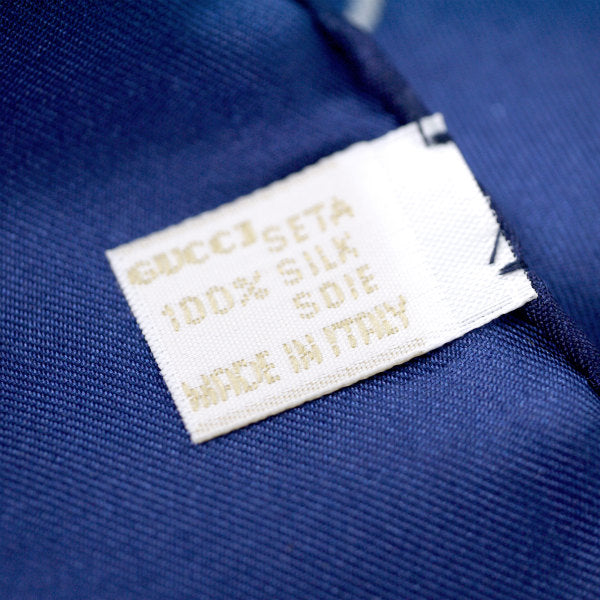 GUCCI SETA
100% SILK
SOIE
MADE IN ITALY